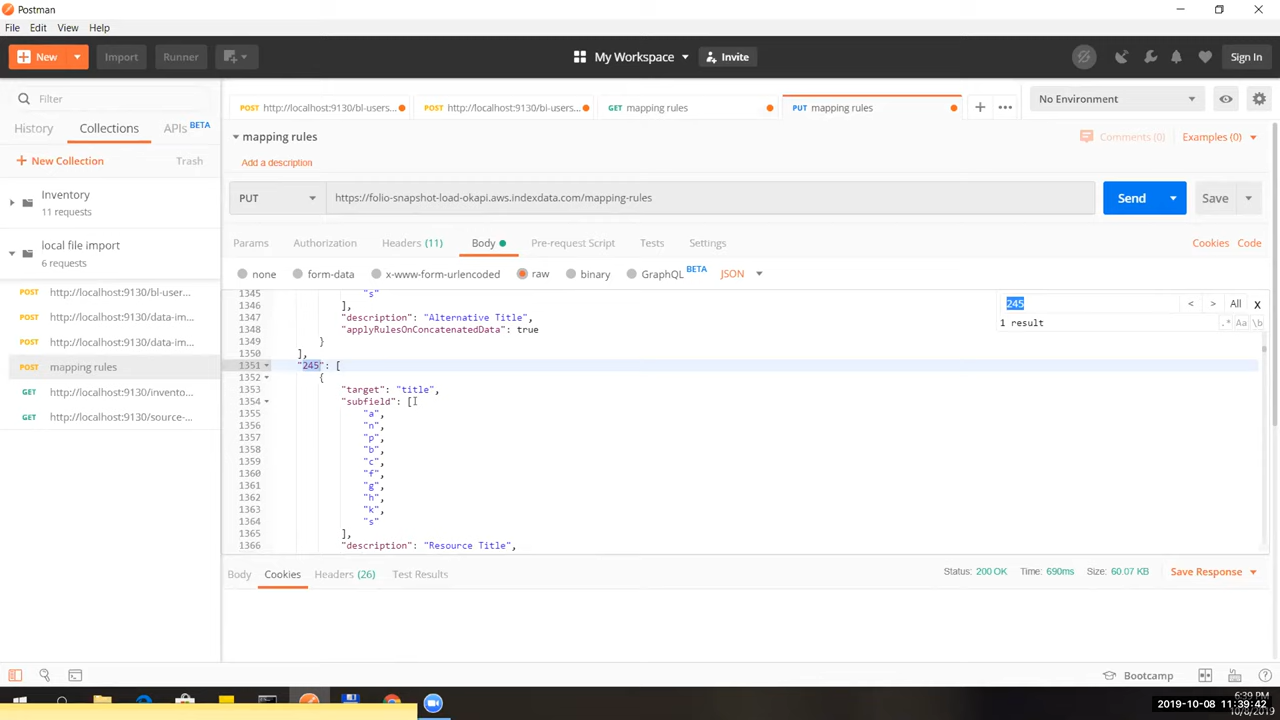 Postman
File Edit View Help
New Import Runner My Workspace Invite Sign In
Filter
History Collections APIs BETA
New Collection Trash
Inventory
11 requests
local file import
6 requests
POST http://localhost:9130/bl-user...
POST http://localhost:9130/data-im...
POST http://localhost:9130/data-im...
POST mapping rules
GET http://localhost:9130/invento...
GET http://localhost:9130/source-...
POST http://localhost:9130/bl-users... POST http://localhost:9130/bl-users... GET mapping rules PUT mapping rules No Environment
mapping rules Comments (0) Examples (0)
Add a description
PUT https://folio-snapshot-load-okapi.aws.indexdata.com/mapping-rules Send Save
Params Authorization Headers (11) Body Pre-request Script Tests Settings Cookies Code
none form-data x-www-form-urlencoded raw binary GraphQL BETA JSON
245 All X
1 result .* Aa \b
1345 "s"
1346 ],
1347 "description": "Alternative Title",
1348 "applyRulesOnConcatenatedData": true
1349 }
1350 ],
1351 "245": [
1352 {
1353 "target": "title",
1354 "subfield": [
1355 "a",
1356 "n",
1357 "p",
1358 "b",
1359 "c",
1360 "f",
1361 "g",
1362 "h",
1363 "k",
1364 "s"
1365 ],
1366 "description": "Resource Title",
Body Cookies Headers (26) Test Results Status: 200 OK Time: 690ms Size: 60.07 KB Save Response
Bootcamp
6:39 PM
2019-10-08 11:39:42
10/8/2019